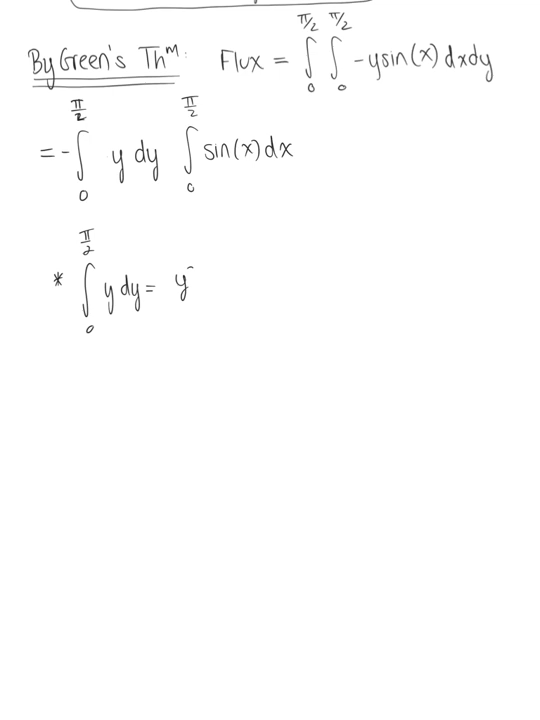 By Green's Thᵐ: Flux = ∫₀^{π/2} ∫₀^{π/2} -ysin(x) dxdy
= -∫₀^{π/2} y dy ∫₀^{π/2} sin(x) dx
* ∫₀^{π/2} y dy = y